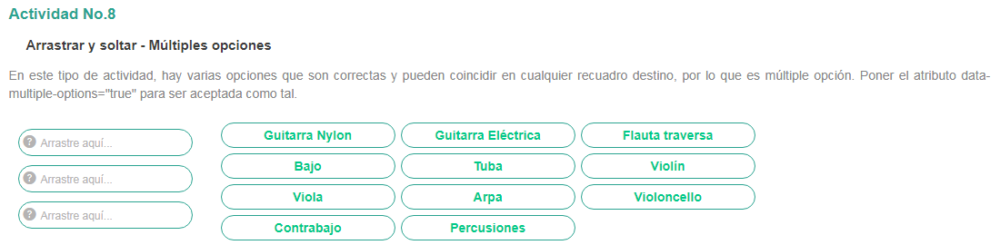 Actividad No.8
Arrastrar y soltar - Múltiples opciones
En este tipo de actividad, hay varias opciones que son correctas y pueden coincidir en cualquier recuadro destino, por lo que es múltiple opción. Poner el atributo data-
multiple-options="true" para ser aceptada como tal.
? Arrastre aquí...
? Arrastre aquí...
? Arrastre aquí...
Guitarra Nylon Guitarra Eléctrica Flauta traversa
Bajo Tuba Violín
Viola Arpa Violoncello
Contrabajo Percusiones